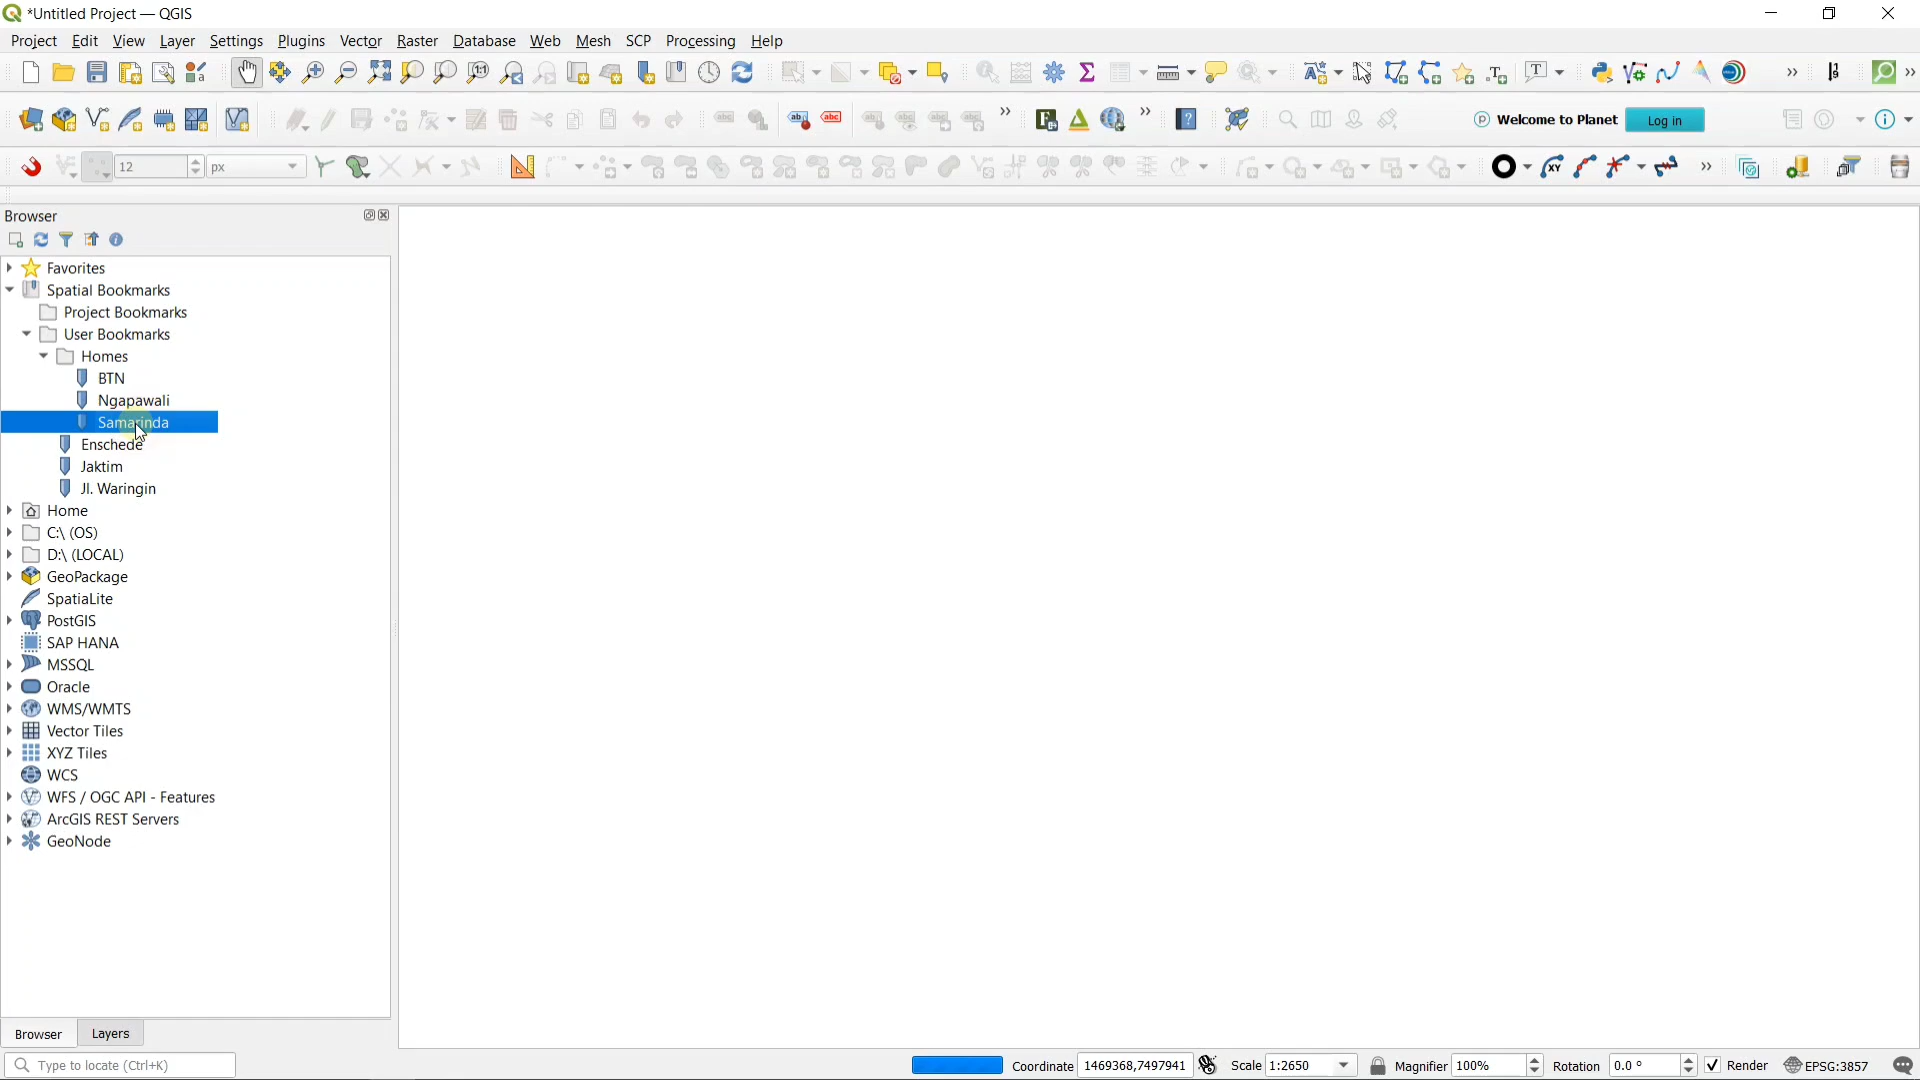 *Untitled Project — QGIS
Project Edit View Layer Settings Plugins Vector Raster Database Web Mesh SCP Processing Help
Welcome to Planet Log in
12 px
Browser
Favorites
Spatial Bookmarks
Project Bookmarks
User Bookmarks
Homes
BTN
Ngapawali
Samarinda
Enschede
Jaktim
Jl. Waringin
Home
C:\ (OS)
D:\ (LOCAL)
GeoPackage
SpatiaLite
PostGIS
SAP HANA
MSSQL
Oracle
WMS/WMTS
Vector Tiles
XYZ Tiles
WCS
WFS / OGC API - Features
ArcGIS REST Servers
GeoNode
Browser Layers
Type to locate (Ctrl+K) Coordinate 1469368,7497941 Scale 1:2650 Magnifier 100% Rotation 0.0 ° Render EPSG:3857